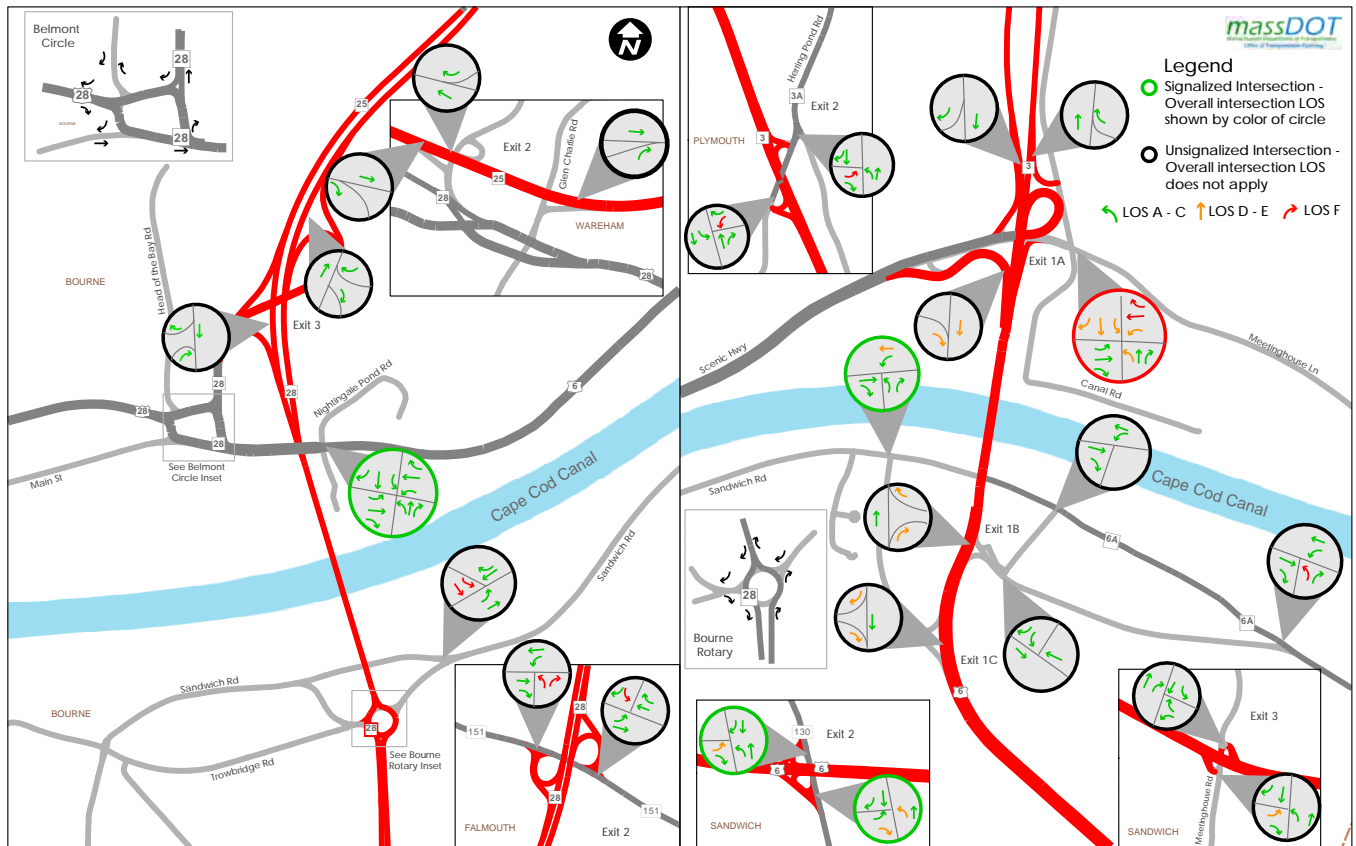 Belmont
Circle
28
28
28
BOURNE
N
25
Exit 2
Glen Charlie Rd
25
28
WAREHAM
28
Head of the Bay Rd
BOURNE
Exit 3
28
Nightingale Pond Rd
6
28
28
28
See Belmont
Circle Inset
Main St
Cape Cod Canal
Sandwich Rd
Sandwich Rd
BOURNE
28
See Bourne
Rotary Inset
Trowbridge Rd
151
28
28
151
FALMOUTH
Exit 2
Herring Pond Rd
3A
Exit 2
PLYMOUTH
3
massDOT
Legend
Signalized Intersection -
Overall intersection LOS
shown by color of circle
Unsignalized Intersection -
Overall intersection LOS
does not apply
LOS A - C
LOS D - E
LOS F
3
Exit 1A
Scenic Hwy
Meetinghouse Ln
Canal Rd
Cape Cod Canal
Sandwich Rd
Exit 1B
6A
28
Bourne
Rotary
6A
Exit 1C
6
130
Exit 2
6
6
SANDWICH
Exit 3
Meetinghouse Rd
SANDWICH